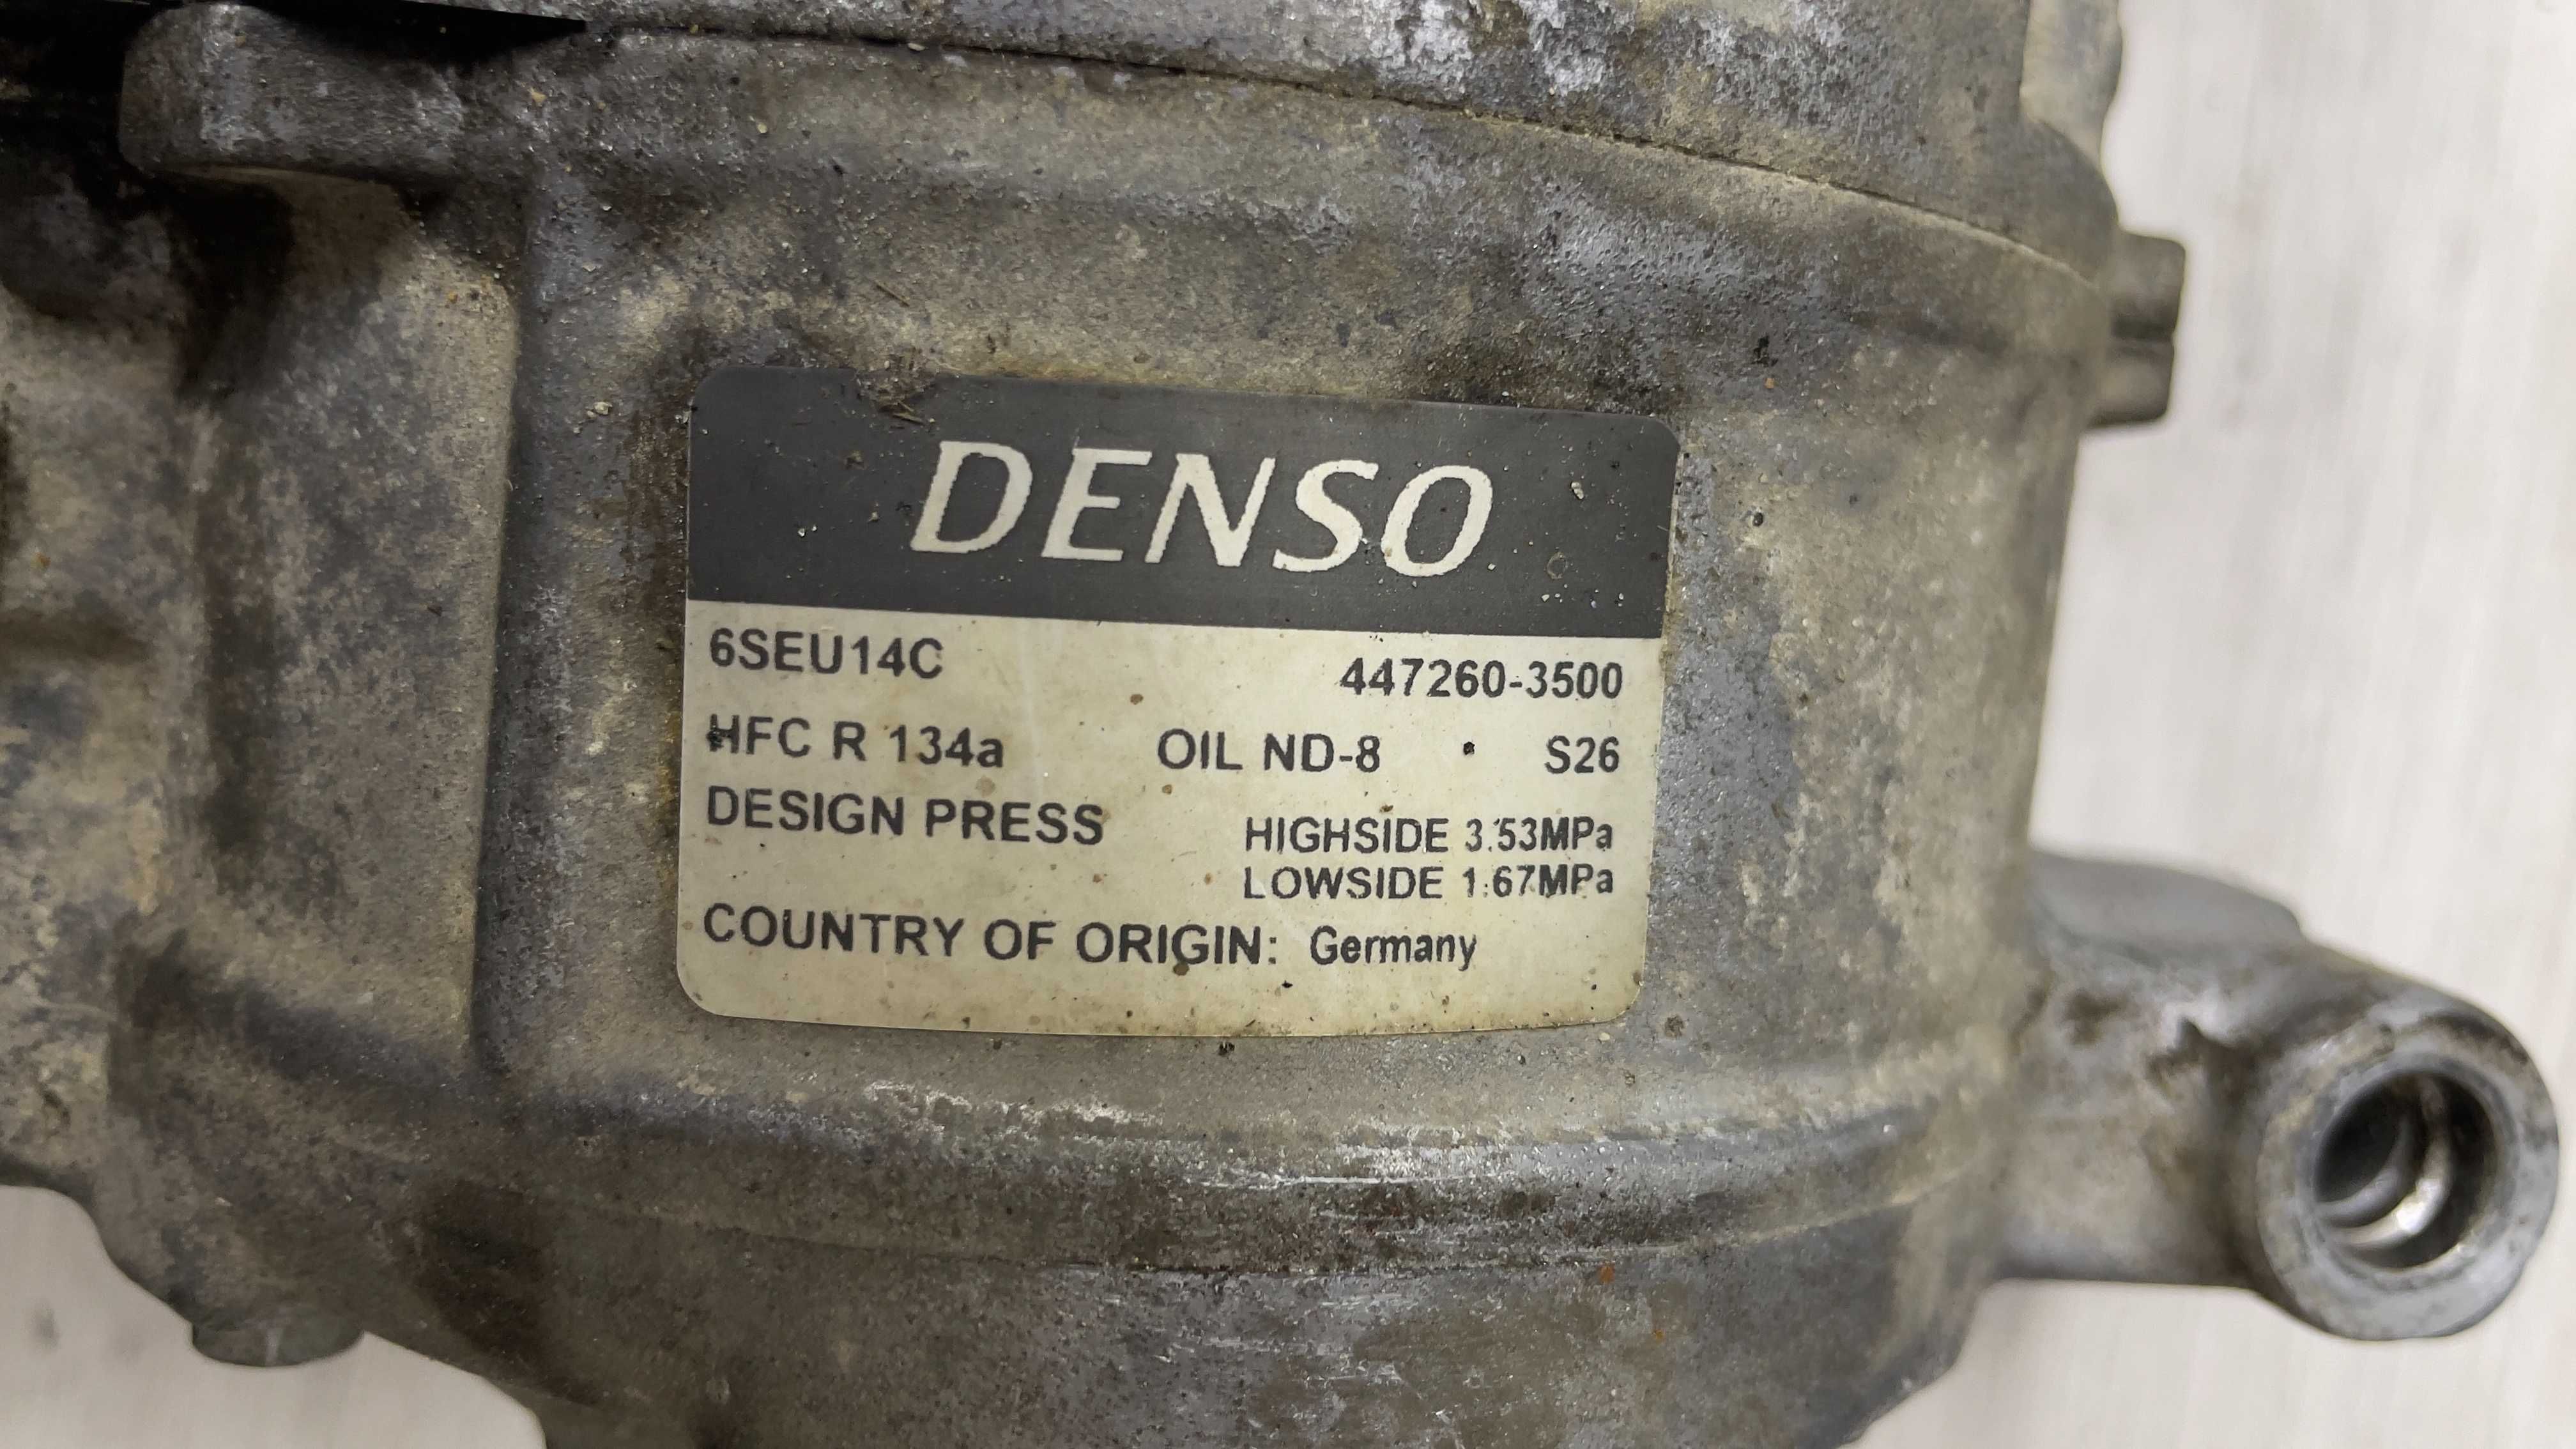 DENSO
6SEU14C 447260-3500
HFC R 134a OIL ND-8 S26
DESIGN PRESS HIGHSIDE 3.53MPa
LOWSIDE 1.67MPa
COUNTRY OF ORIGIN: Germany